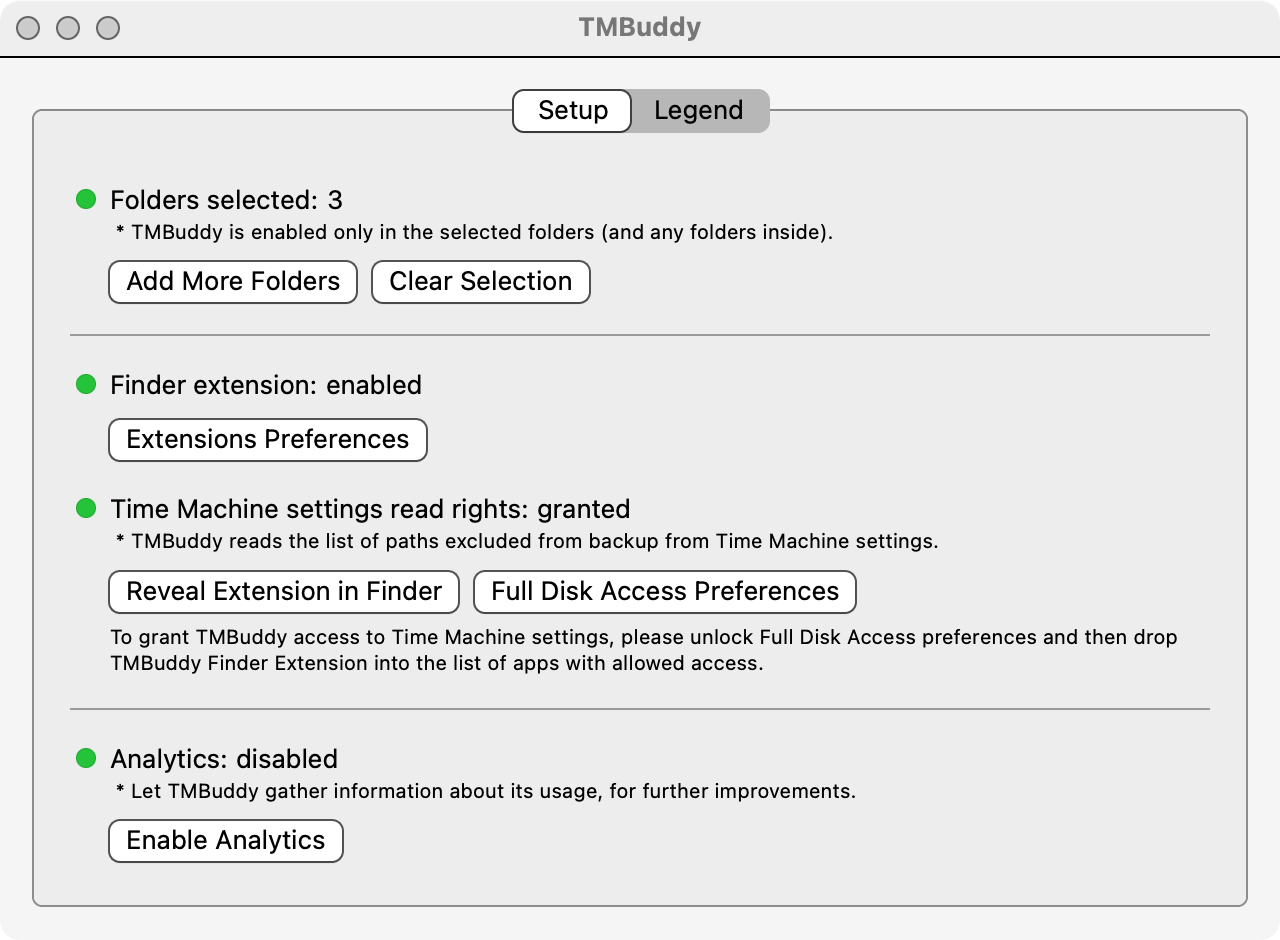 TMBuddy
Setup Legend
Folders selected: 3
* TMBuddy is enabled only in the selected folders (and any folders inside).
Add More Folders Clear Selection
Finder extension: enabled
Extensions Preferences
Time Machine settings read rights: granted
* TMBuddy reads the list of paths excluded from backup from Time Machine settings.
Reveal Extension in Finder Full Disk Access Preferences
To grant TMBuddy access to Time Machine settings, please unlock Full Disk Access preferences and then drop
TMBuddy Finder Extension into the list of apps with allowed access.
Analytics: disabled
* Let TMBuddy gather information about its usage, for further improvements.
Enable Analytics